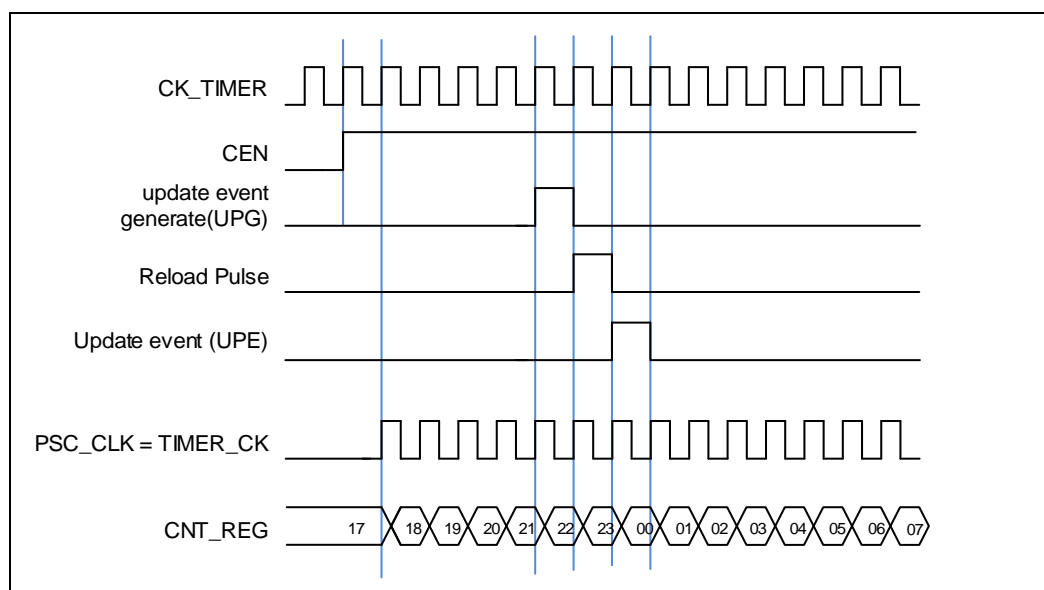 CK_TIMER
CEN
update event
generate(UPG)
Reload Pulse
Update event (UPE)
PSC_CLK = TIMER_CK
CNT_REG 17 18 19 20 21 22 23 00 01 02 03 04 05 06 07